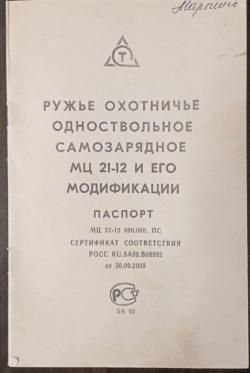 Т
РУЖЬЕ ОХОТНИЧЬЕ
ОДНОСТВОЛЬНОЕ
САМОЗАРЯДНОЕ
МЦ 21-12 И ЕГО
МОДИФИКАЦИИ
ПАСПОРТ
МЦ 21-12 000.000. ПС
СЕРТИФИКАТ СООТВЕТСТВИЯ
РОСС RU.SA02.B08932
от 30.09.2008
SA 02